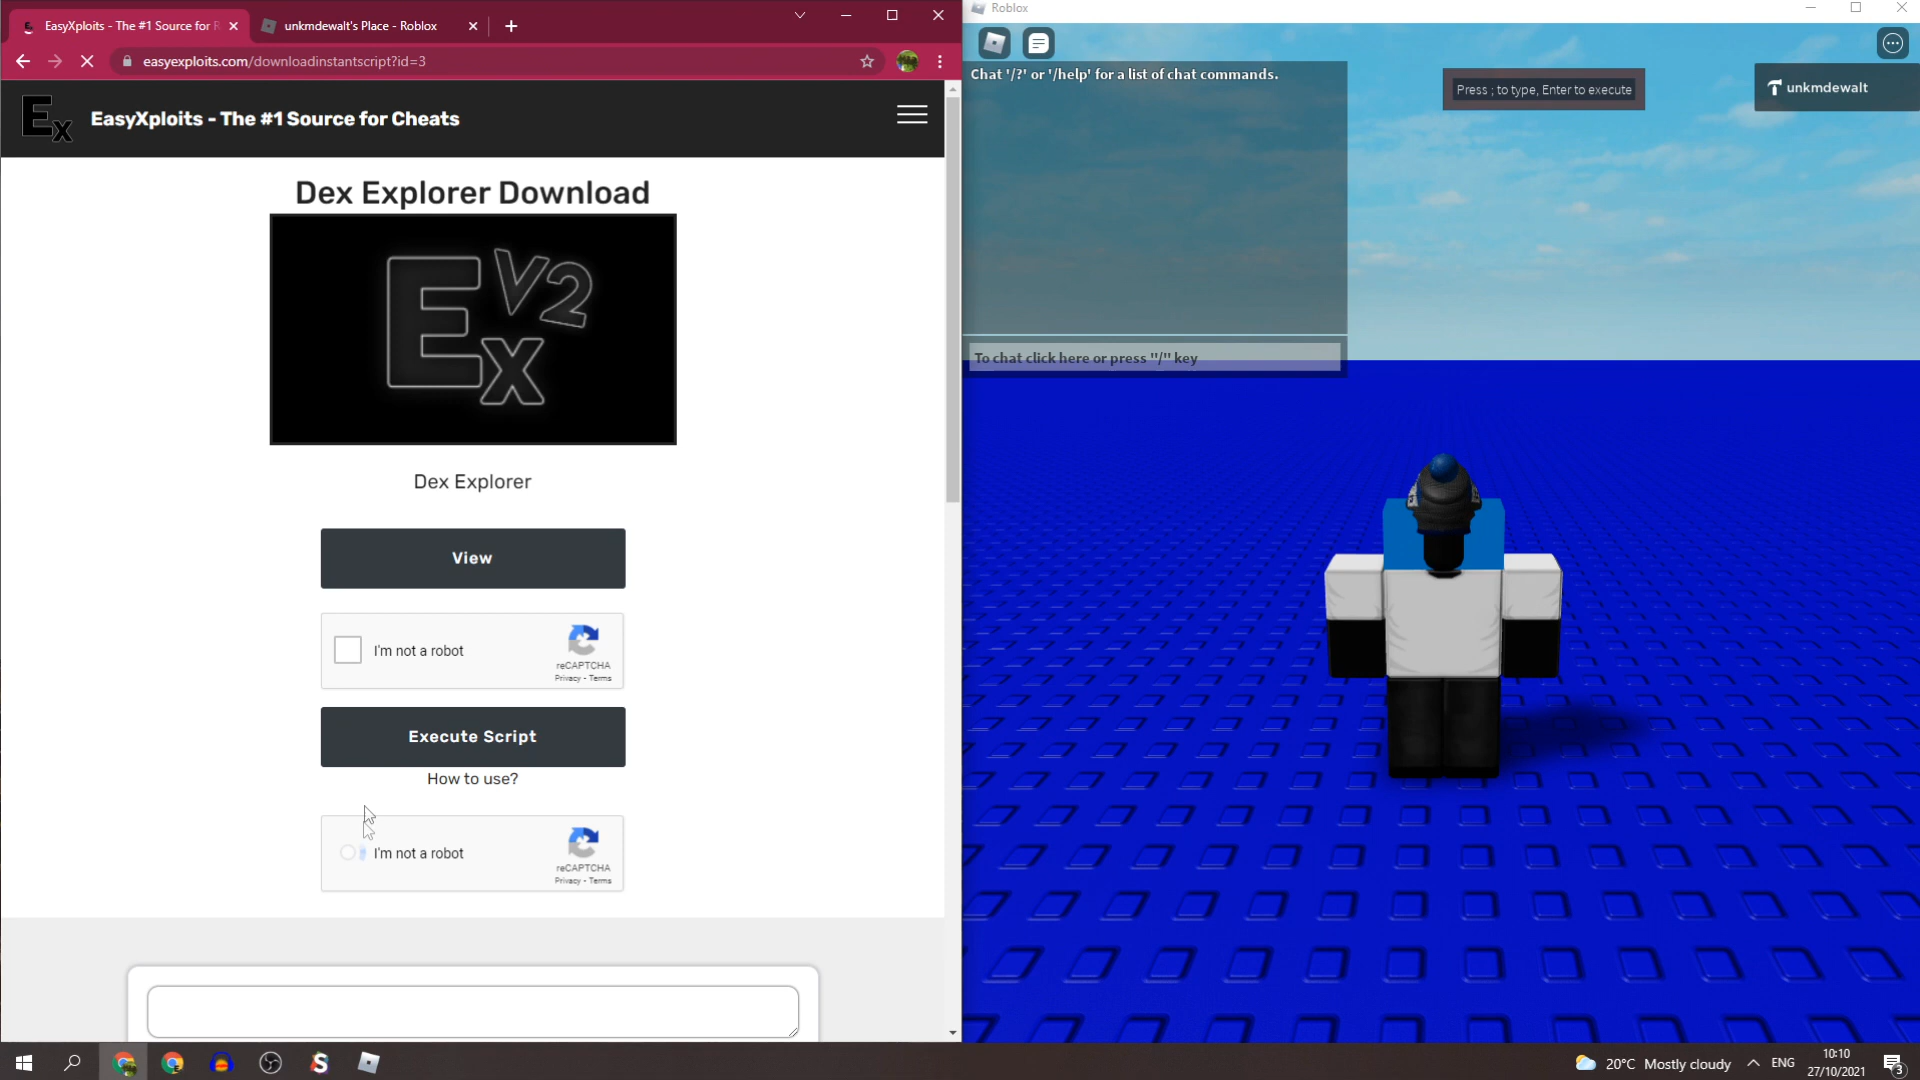 EasyXploits - The #1 Source for R
unkmdewalt's Place - Roblox
easyexploits.com/downloadinstantscript?id=3
Ex
EasyXploits - The #1 Source for Cheats
Dex Explorer Download
Ex V2
Dex Explorer
View
I'm not a robot
reCAPTCHA
Privacy - Terms
Execute Script
How to use?
I'm not a robot
reCAPTCHA
Privacy - Terms
Roblox
Chat '/?' or '/help' for a list of chat commands.
To chat click here or press "/" key
Press ; to type, Enter to execute
unkmdewalt
20°C Mostly cloudy
ENG
10:10
27/10/2021
3